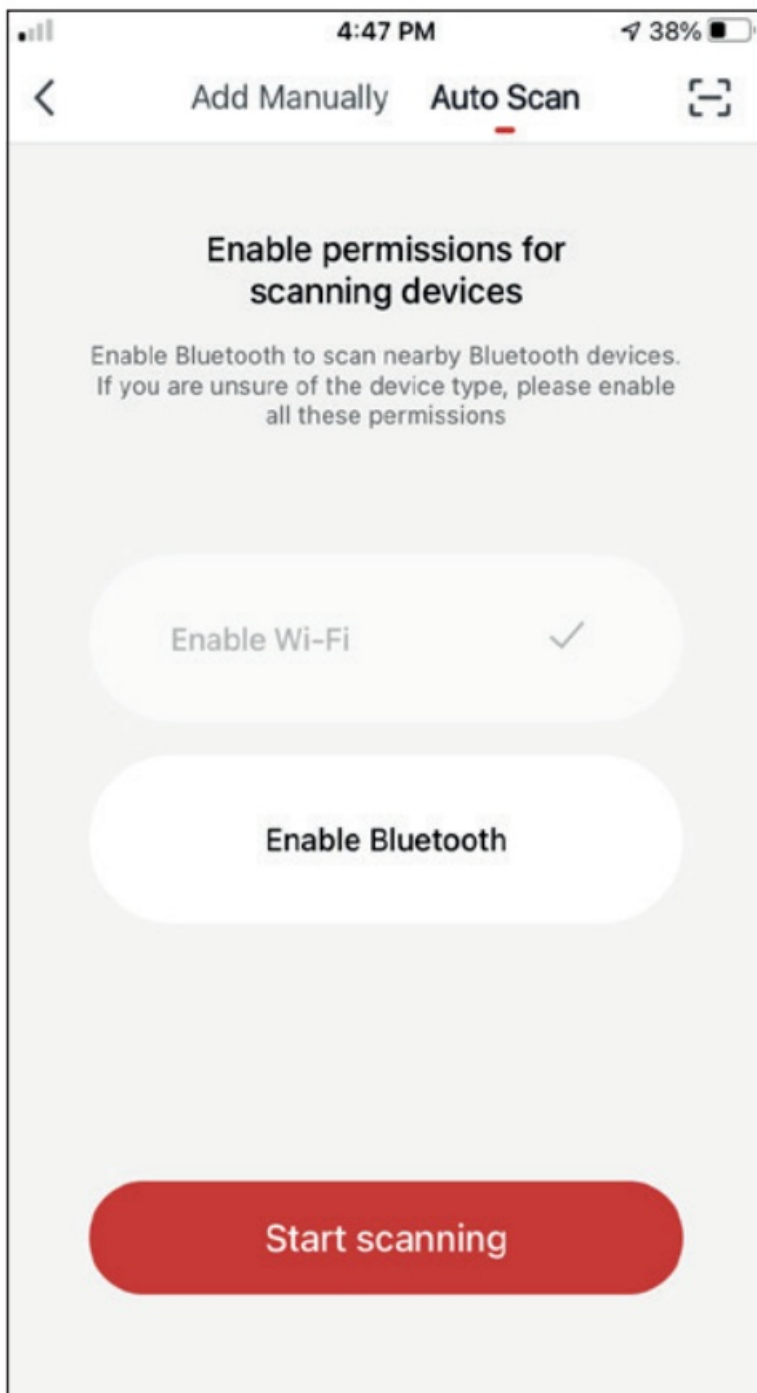 4:47 PM 38%
Add Manually Auto Scan
Enable permissions for
scanning devices
Enable Bluetooth to scan nearby Bluetooth devices.
If you are unsure of the device type, please enable
all these permissions
Enable Wi-Fi
Enable Bluetooth
Start scanning